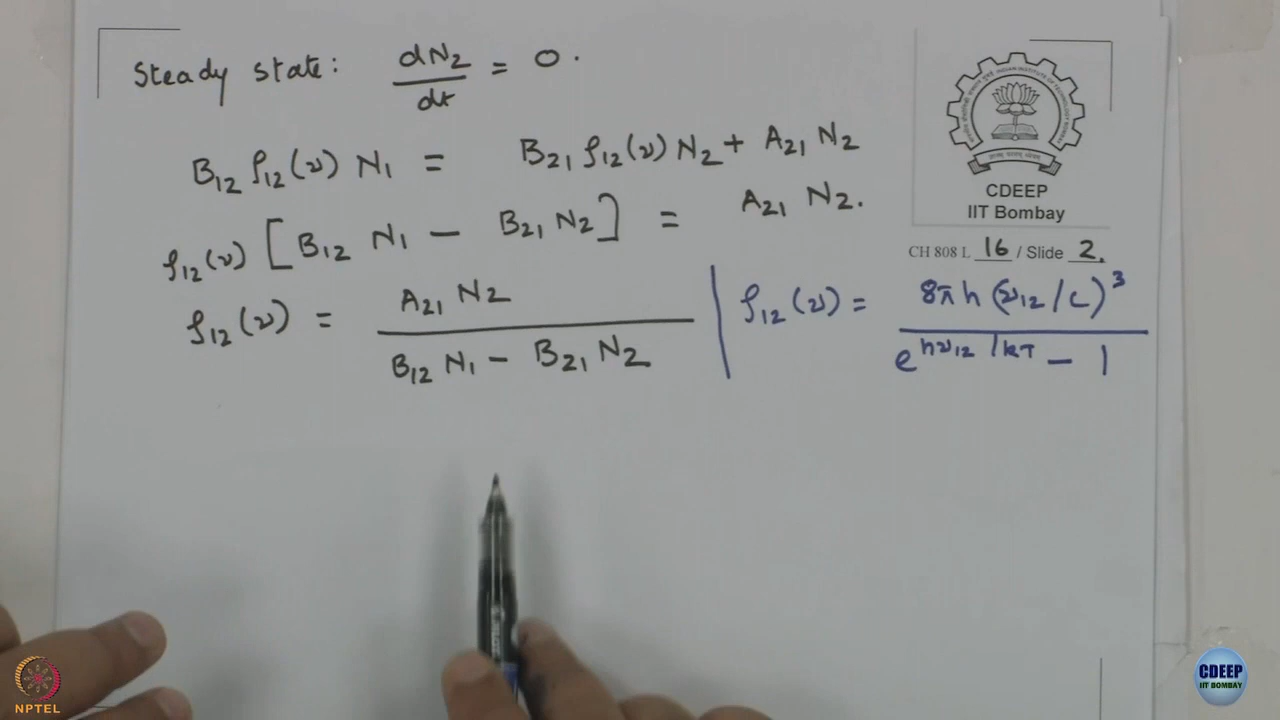 Steady state: dN₂/dt = 0.
B₁₂ ρ₁₂(ν) N₁ = B₂₁ ρ₁₂(ν) N₂ + A₂₁ N₂
ρ₁₂(ν) [B₁₂ N₁ − B₂₁ N₂] = A₂₁ N₂.
ρ₁₂(ν) = A₂₁ N₂ / B₁₂ N₁ − B₂₁ N₂
ρ₁₂(ν) = 8πh (ν₁₂/c)³ / e^hν₁₂/kT − 1
CDEEP
IIT Bombay
CH 808 L 16 / Slide 2.
NPTEL
CDEEP
IIT BOMBAY